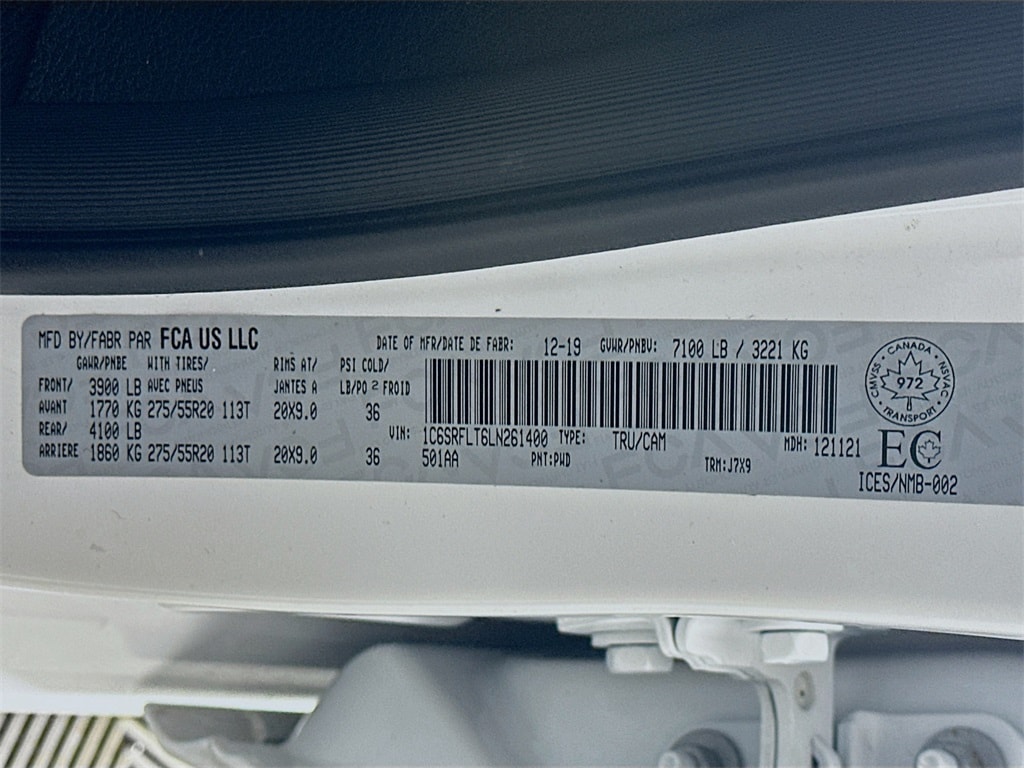 MFD BY/FABR PAR FCA US LLC
DATE OF MFR/DATE DE FABR: 12-19 GVWR/PNBV: 7100 LB / 3221 KG
GAWR/PNBE WITH TIRES/ RIMS AT/ PSI COLD/
FRONT/ 3900 LB AVEC PNEUS JANTES A LB/PO 2 FROID
AVANT 1770 KG 275/55R20 113T 20X9.0 36
REAR/ 4100 LB
ARRIERE 1860 KG 275/55R20 113T 20X9.0 36
VIN: 1C6SRFLT6LN261400 TYPE: TRU/CAM MDH: 121121
501AA PNT:PWD TRM:J7X9
CANADA
CMVSS 972 NSVAC
TRANSPORT
EC
ICES/NMB-002